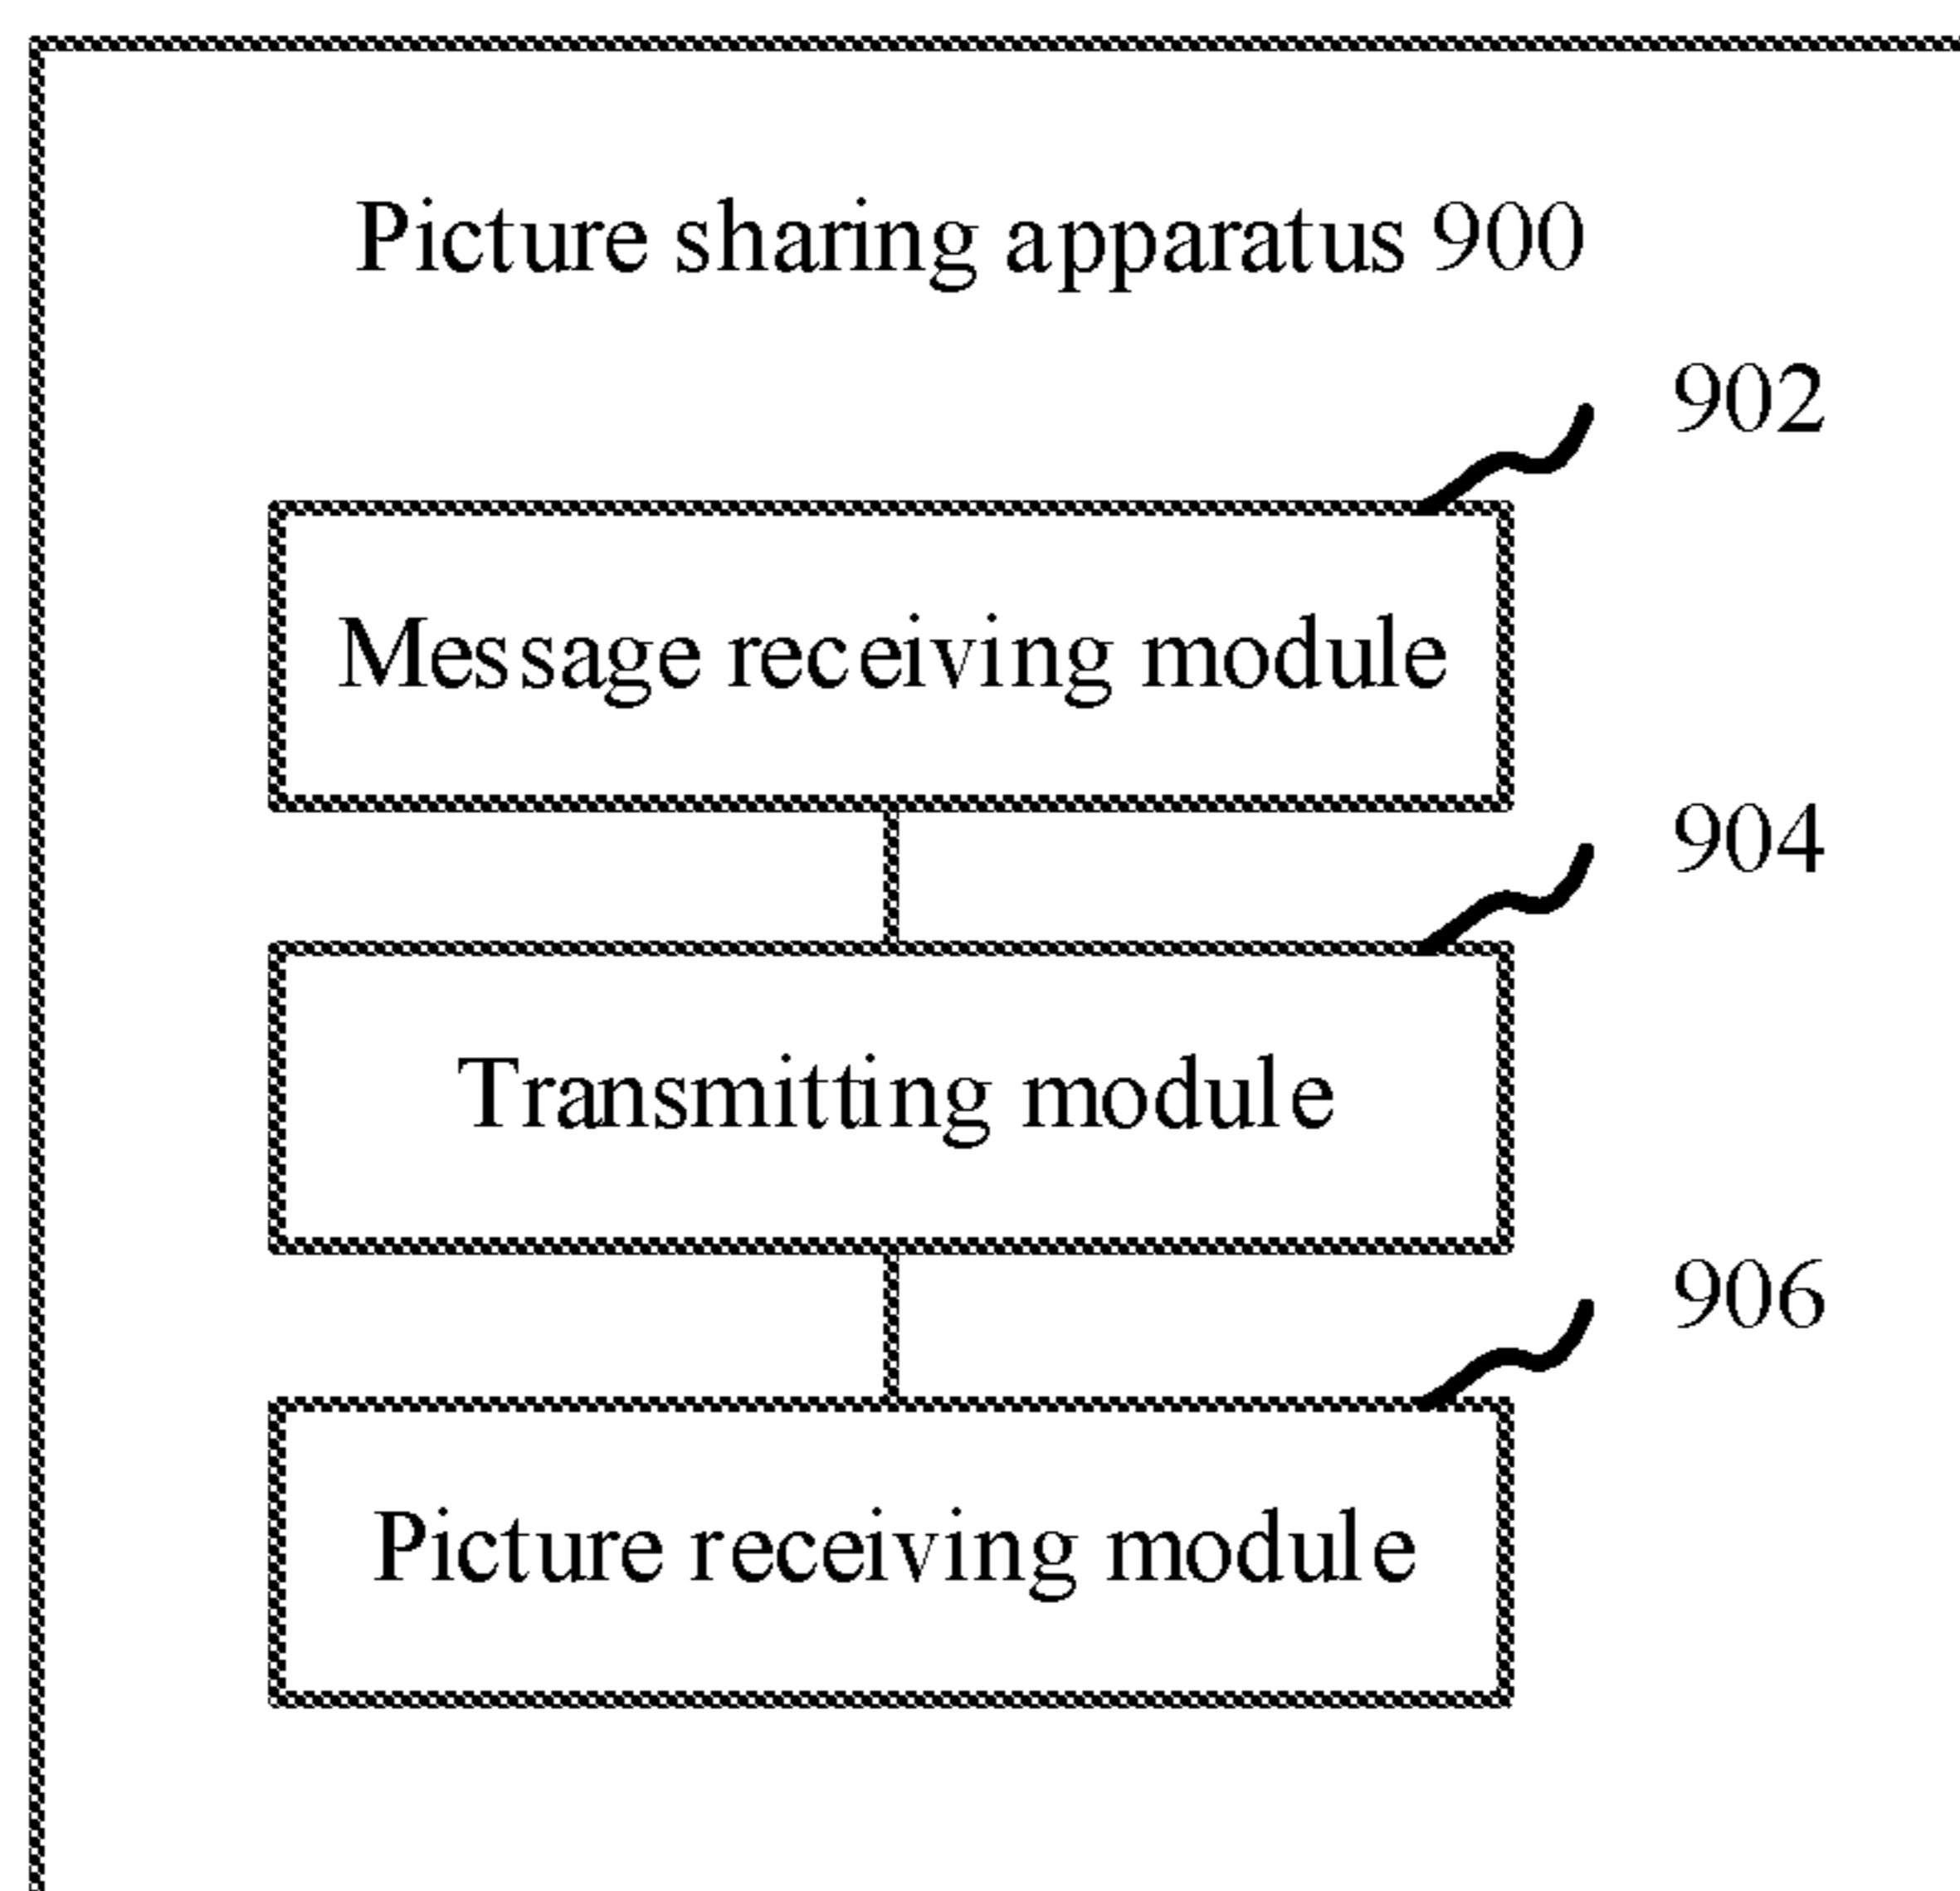 Picture sharing apparatus 900
902
Message receiving module
904
Transmitting module
906
Picture receiving module